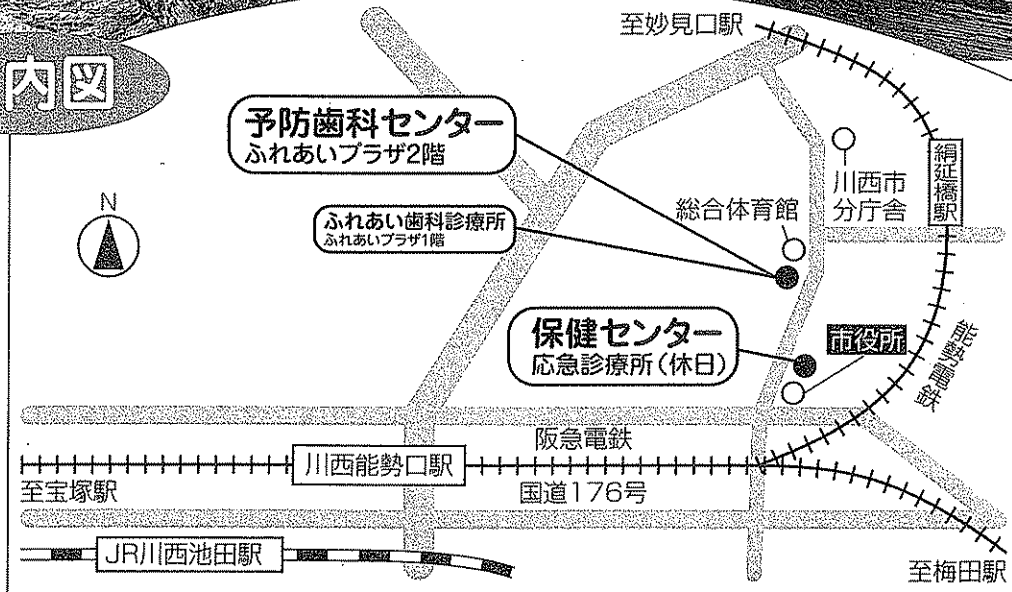 至妙見口駅
内図
予防歯科センター
ふれあいプラザ2階
N
川西市
分庁舎
絹延橋駅
総合体育館
ふれあい歯科診療所
ふれあいプラザ1階
保健センター
応急診療所(休日)
市役所
能勢電鉄
阪急電鉄
川西能勢口駅
至宝塚駅
国道176号
JR川西池田駅
至梅田駅